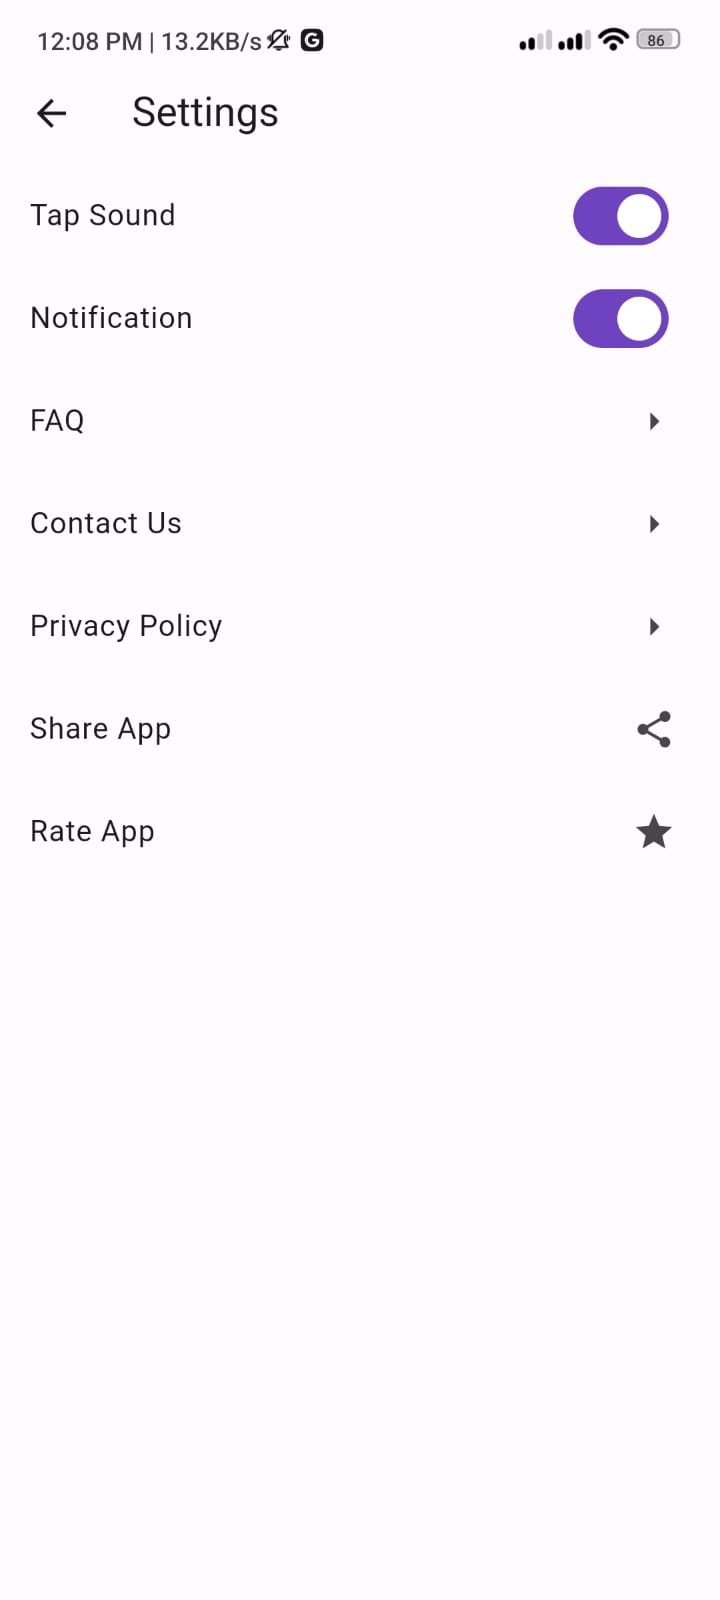 12:08 PM | 13.2KB/s G 86
Settings
Tap Sound
Notification
FAQ
Contact Us
Privacy Policy
Share App
Rate App